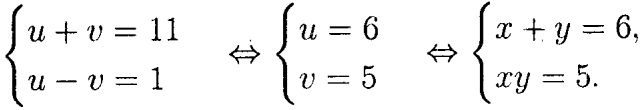 { u + v = 11 ⇔ { u = 6 ⇔ { x + y = 6,
u − v = 1 v = 5 xy = 5.